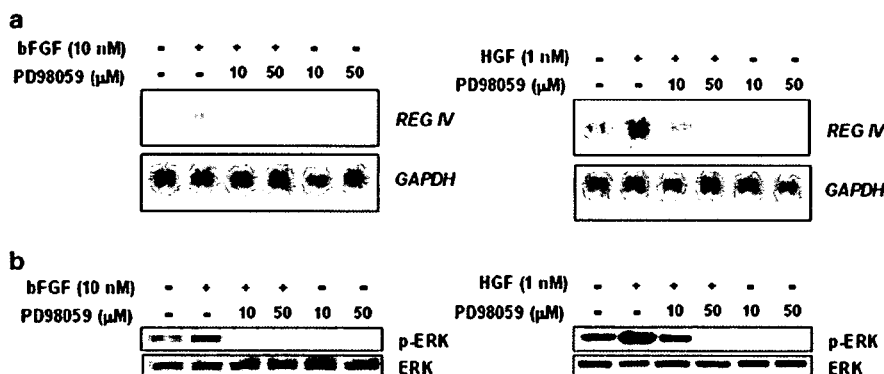 a
bFGF (10 nM) - + + + - -
PD98059 (μM) - - 10 50 10 50
REG IV
GAPDH
HGF (1 nM) - + + + - -
PD98059 (μM) - - 10 50 10 50
REG IV
GAPDH
b
bFGF (10 nM) - + + + - -
PD98059 (μM) - - 10 50 10 50
p-ERK
ERK
HGF (1 nM) - + + + - -
PD98059 (μM) - - 10 50 10 50
p-ERK
ERK